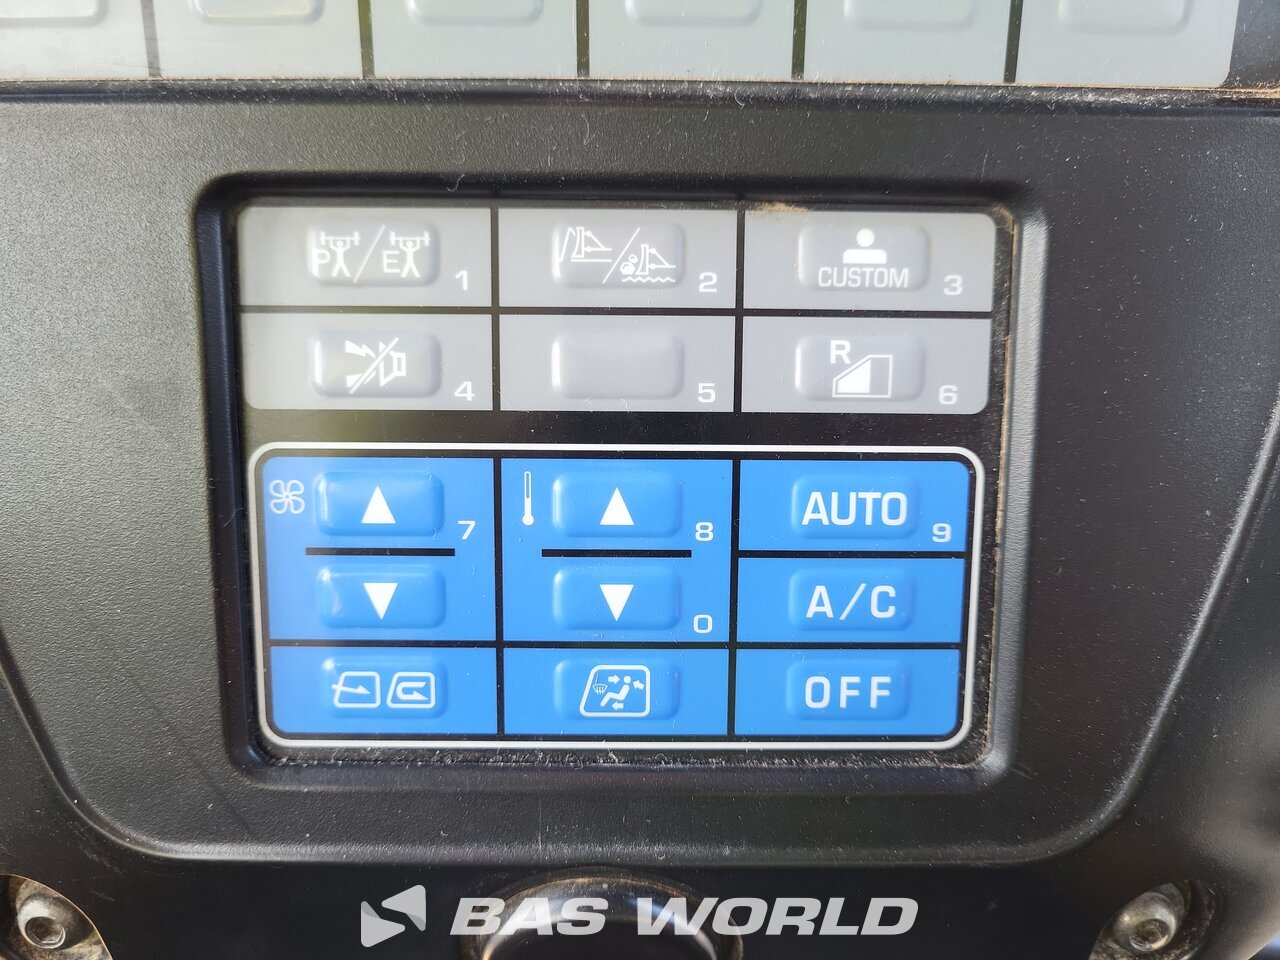 P / E 1
2
CUSTOM 3
4
5
R 6
7
8
AUTO 9
A/C
0
OFF
BAS WORLD